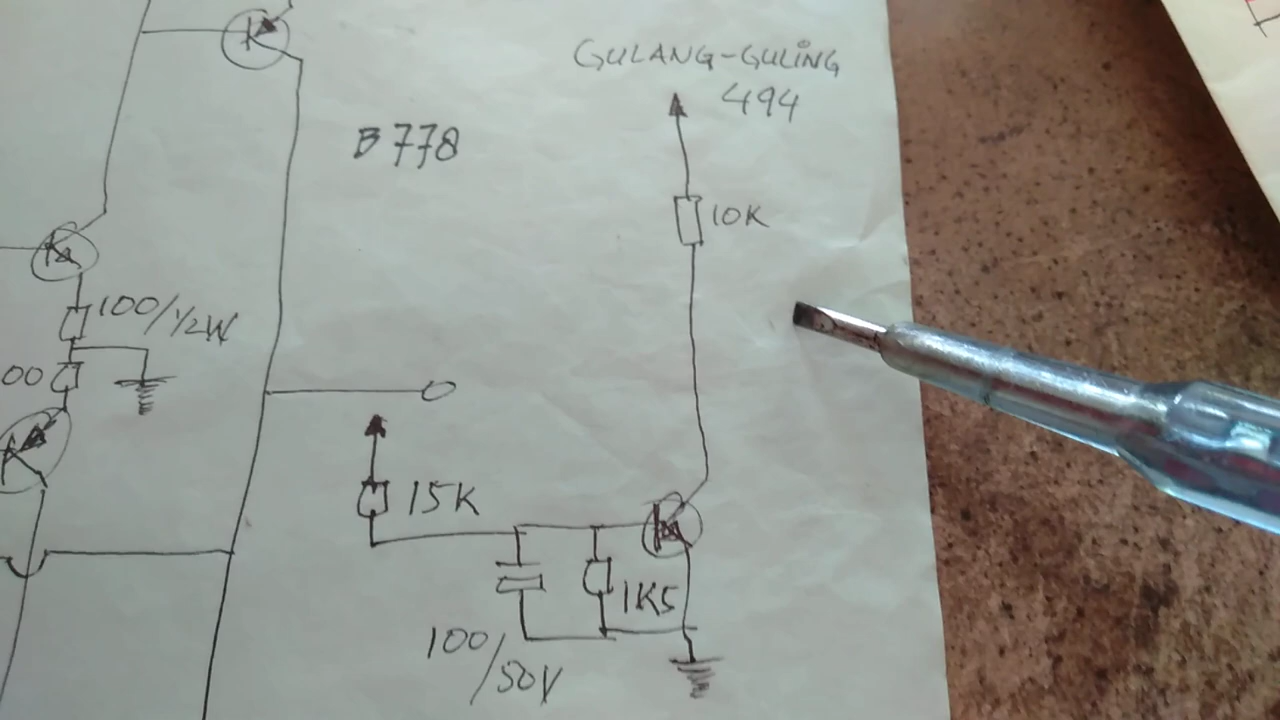 GULANG-GULING
494
B778
10K
100/½W
00
15K
1K5
100/50V